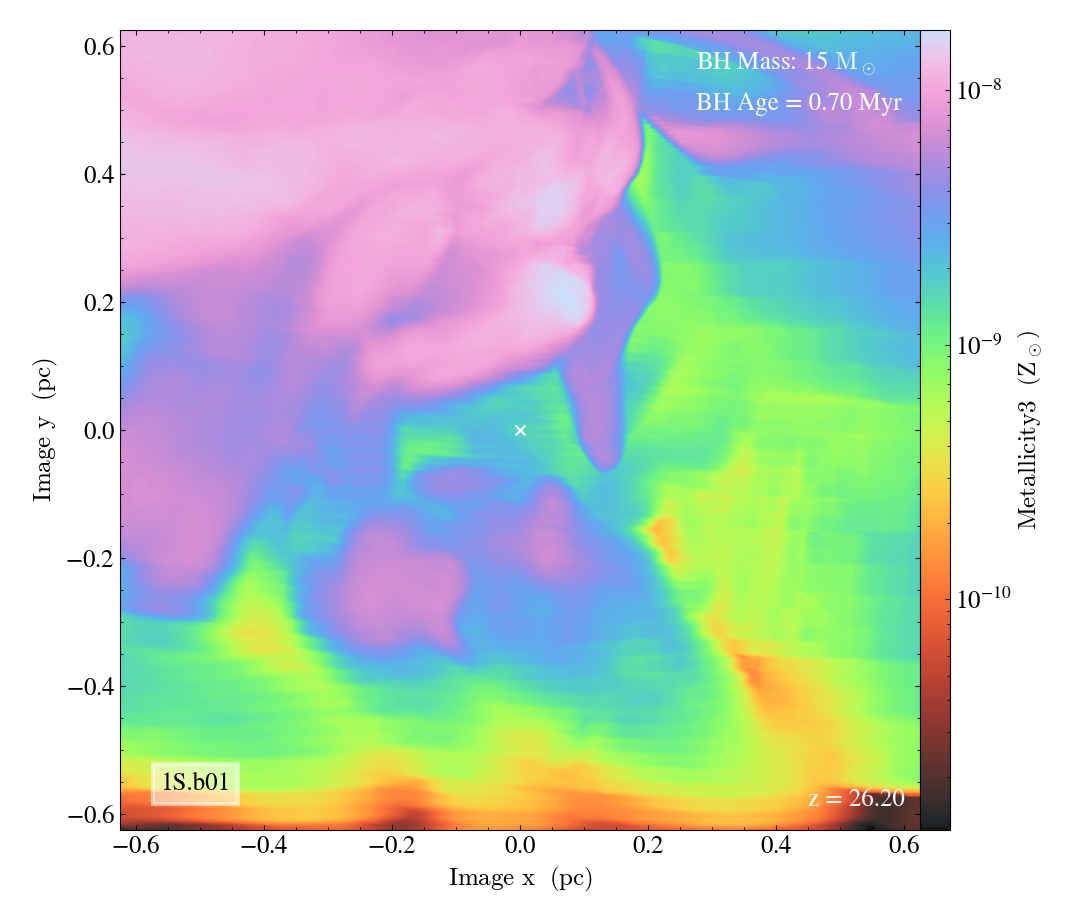 BH Mass: 15 M☉
BH Age = 0.70 Myr
1S.b01
z = 26.20
0.6
0.4
0.2
0.0
−0.2
−0.4
−0.6
Image y (pc)
−0.6 −0.4 −0.2 0.0 0.2 0.4 0.6
Image x (pc)
10⁻⁸
10⁻⁹
10⁻¹⁰
Metallicity3 (Z☉)